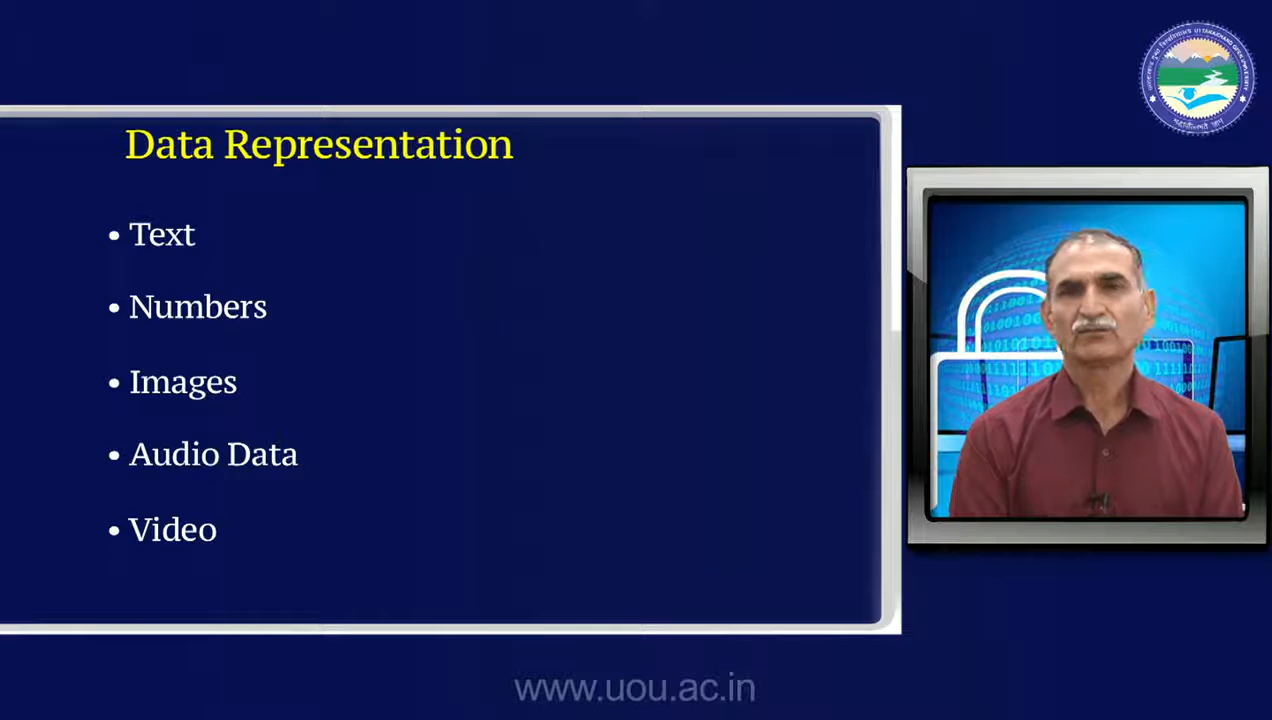 Data Representation
• Text
• Numbers
• Images
• Audio Data
• Video
www.uou.ac.in